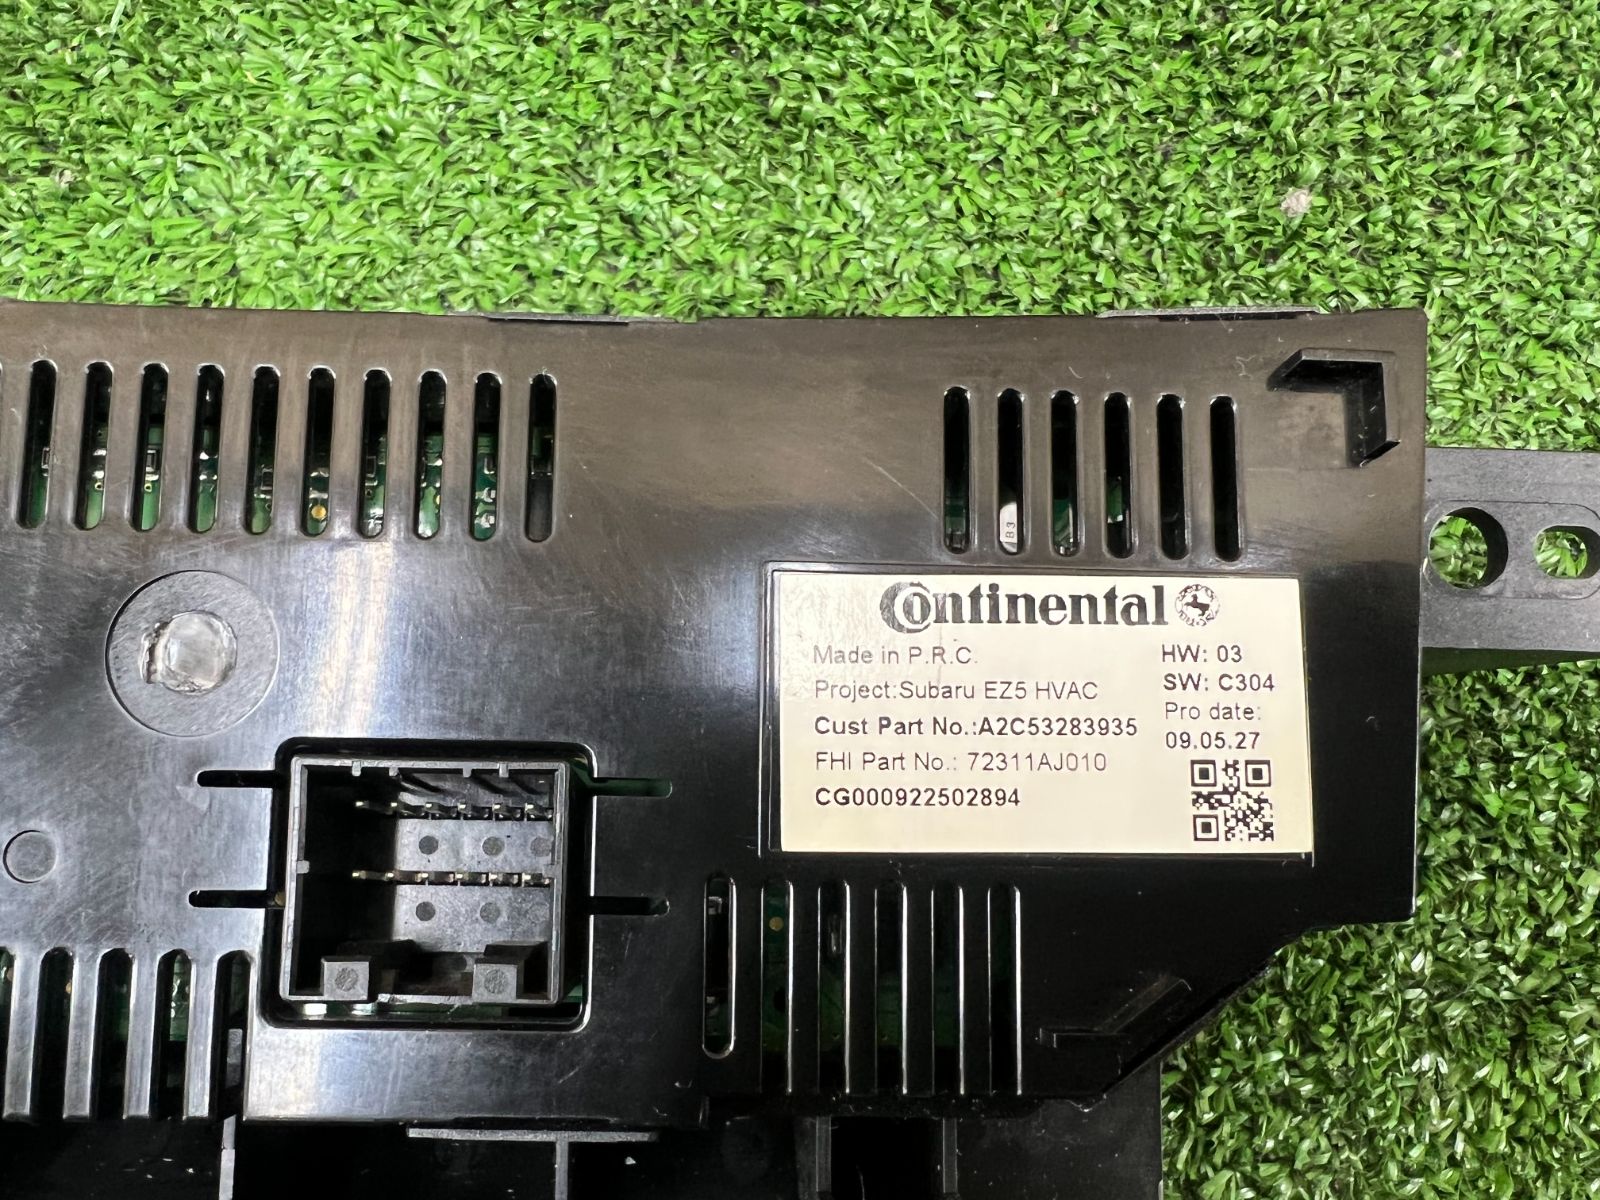 B3
Continental
Made in P.R.C.
HW: 03
Project:Subaru EZ5 HVAC
SW: C304
Cust Part No.:A2C53283935
Pro date:
09.05.27
FHI Part No.: 72311AJ010
CG000922502894